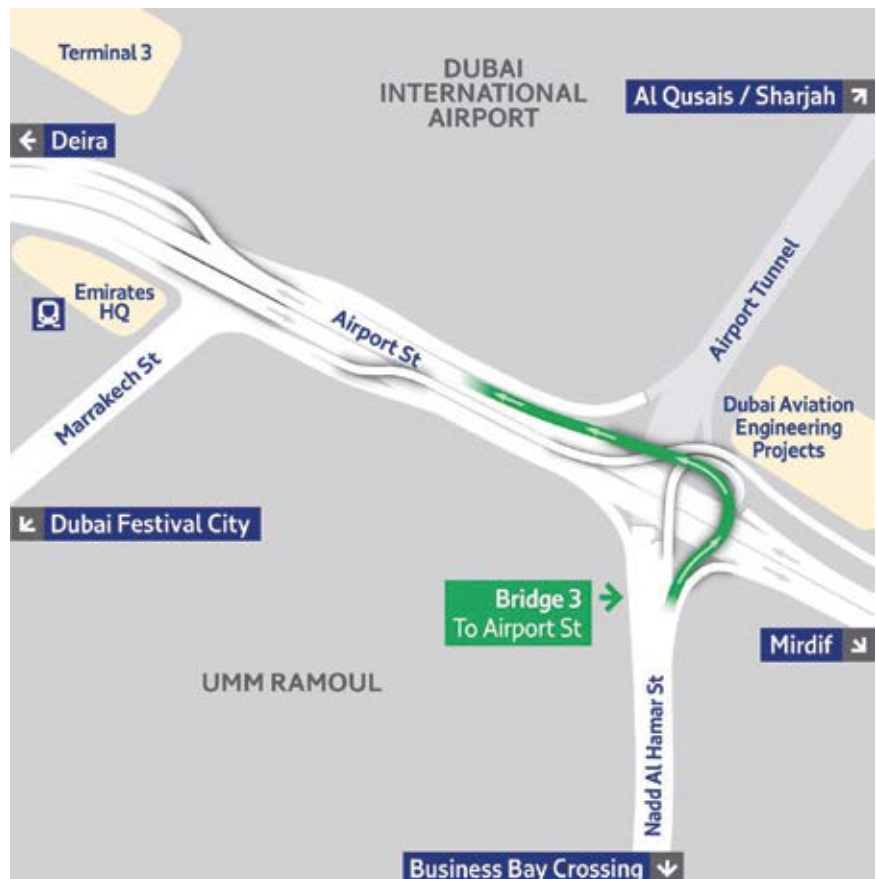 Terminal 3
DUBAI
INTERNATIONAL
AIRPORT
Al Qusais / Sharjah
Deira
Emirates
HQ
Airport St
Airport Tunnel
Marrakech St
Dubai Aviation
Engineering
Projects
Dubai Festival City
Bridge 3
To Airport St
Mirdif
UMM RAMOUL
Nadd Al Hamar St
Business Bay Crossing